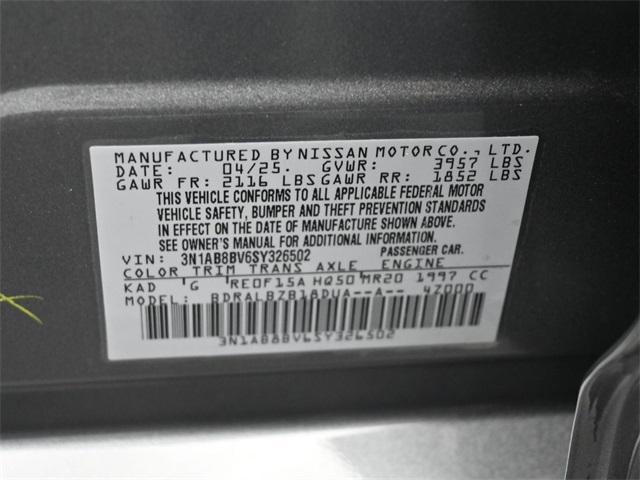 MANUFACTURED BY NISSAN MOTOR CO., LTD.
DATE: 04/25. GVWR: 3957 LBS
GAWR FR: 2116 LBS GAWR RR: 1852 LBS
THIS VEHICLE CONFORMS TO ALL APPLICABLE FEDERAL MOTOR
VEHICLE SAFETY, BUMPER AND THEFT PREVENTION STANDARDS
IN EFFECT ON THE DATE OF MANUFACTURE SHOWN ABOVE.
SEE OWNER'S MANUAL FOR ADDITIONAL INFORMATION.
VIN: 3N1AB8BV6SY326502 PASSENGER CAR.
COLOR TRIM TRANS AXLE ENGINE
KAD G RE0F15A HQ50 MR20 1997 CC
MODEL: BDRALBZB18DUA--A-- 4Z000
3N1AB8BV6SY326502